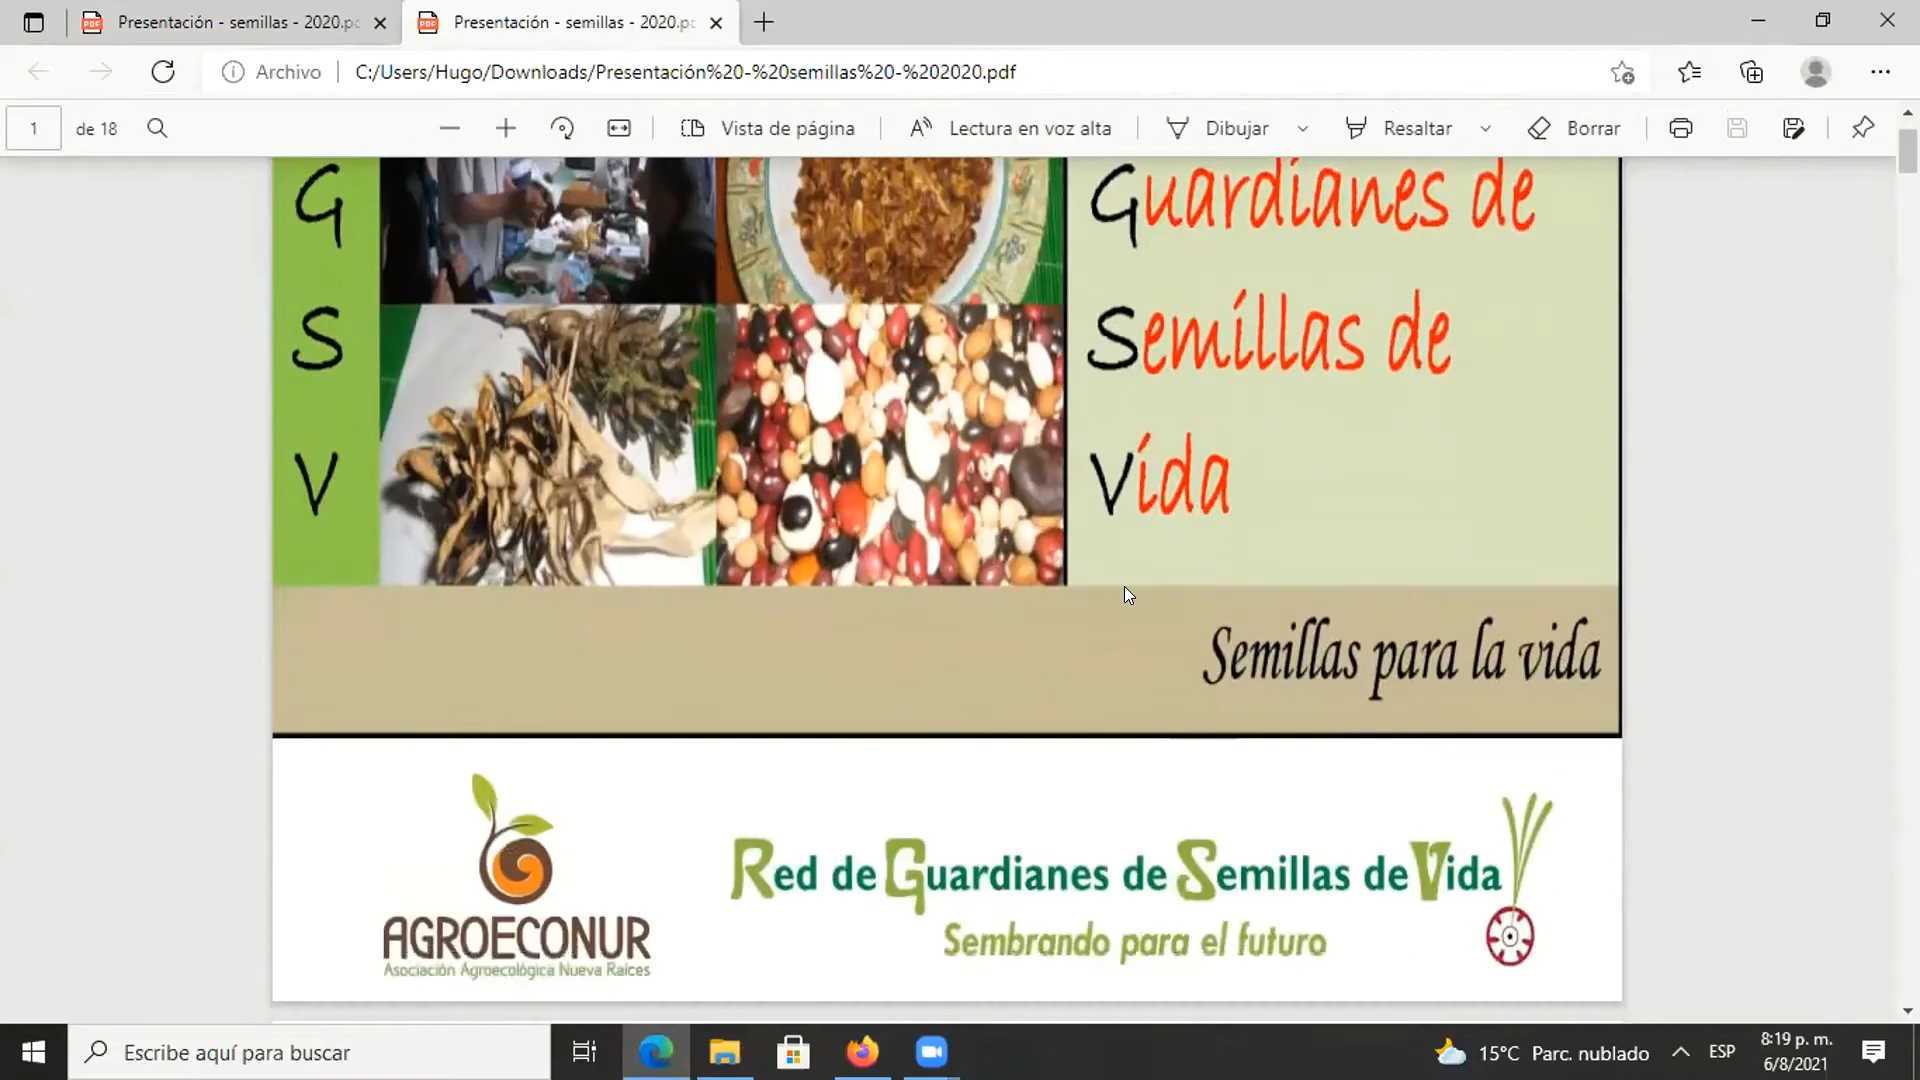 Presentación - semillas - 2020.pc
Presentación - semillas - 2020.pc
Archivo
C:/Users/Hugo/Downloads/Presentación%20-%20semillas%20-%202020.pdf
1 de 18
Vista de página
Lectura en voz alta
Dibujar
Resaltar
Borrar
G
Guardianes de
S
Semillas de
V
Vida
Semillas para la vida
AGROECONUR
Asociación Agroecológica Nueva Raíces
Red de Guardianes de Semillas de Vida
Sembrando para el futuro
Escribe aquí para buscar
15°C Parc. nublado
ESP
8:19 p. m.
6/8/2021